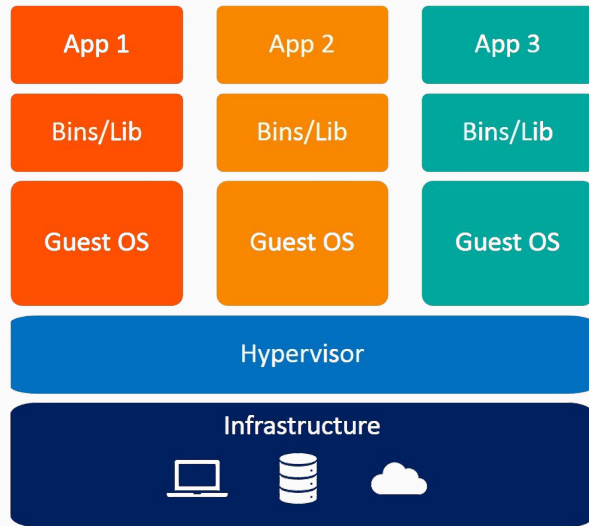 App 1
App 2
App 3
Bins/Lib
Bins/Lib
Bins/Lib
Guest OS
Guest OS
Guest OS
Hypervisor
Infrastructure